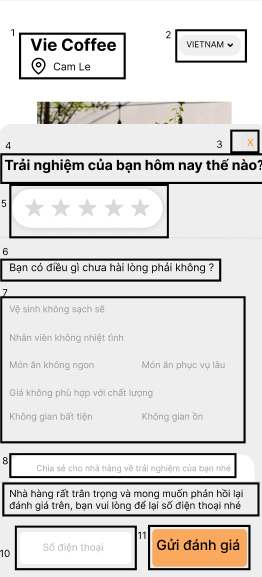 1
Vie Coffee
Cam Le
2
VIETNAM
3
X
4
Trải nghiệm của bạn hôm nay thế nào?
5
6
Bạn có điều gì chưa hài lòng phải không ?
7
Vệ sinh không sạch sẽ
Nhân viên không nhiệt tình
Món ăn không ngon
Món ăn phục vụ lâu
Giá không phù hợp với chất lượng
Không gian bất tiện
Không gian ồn
8
Chia sẻ cho nhà hàng về trải nghiệm của bạn nhé
9
Nhà hàng rất trân trọng và mong muốn phản hồi lại
đánh giá trên, bạn vui lòng để lại số điện thoại nhé
10
Số điện thoại
11
Gửi đánh giá